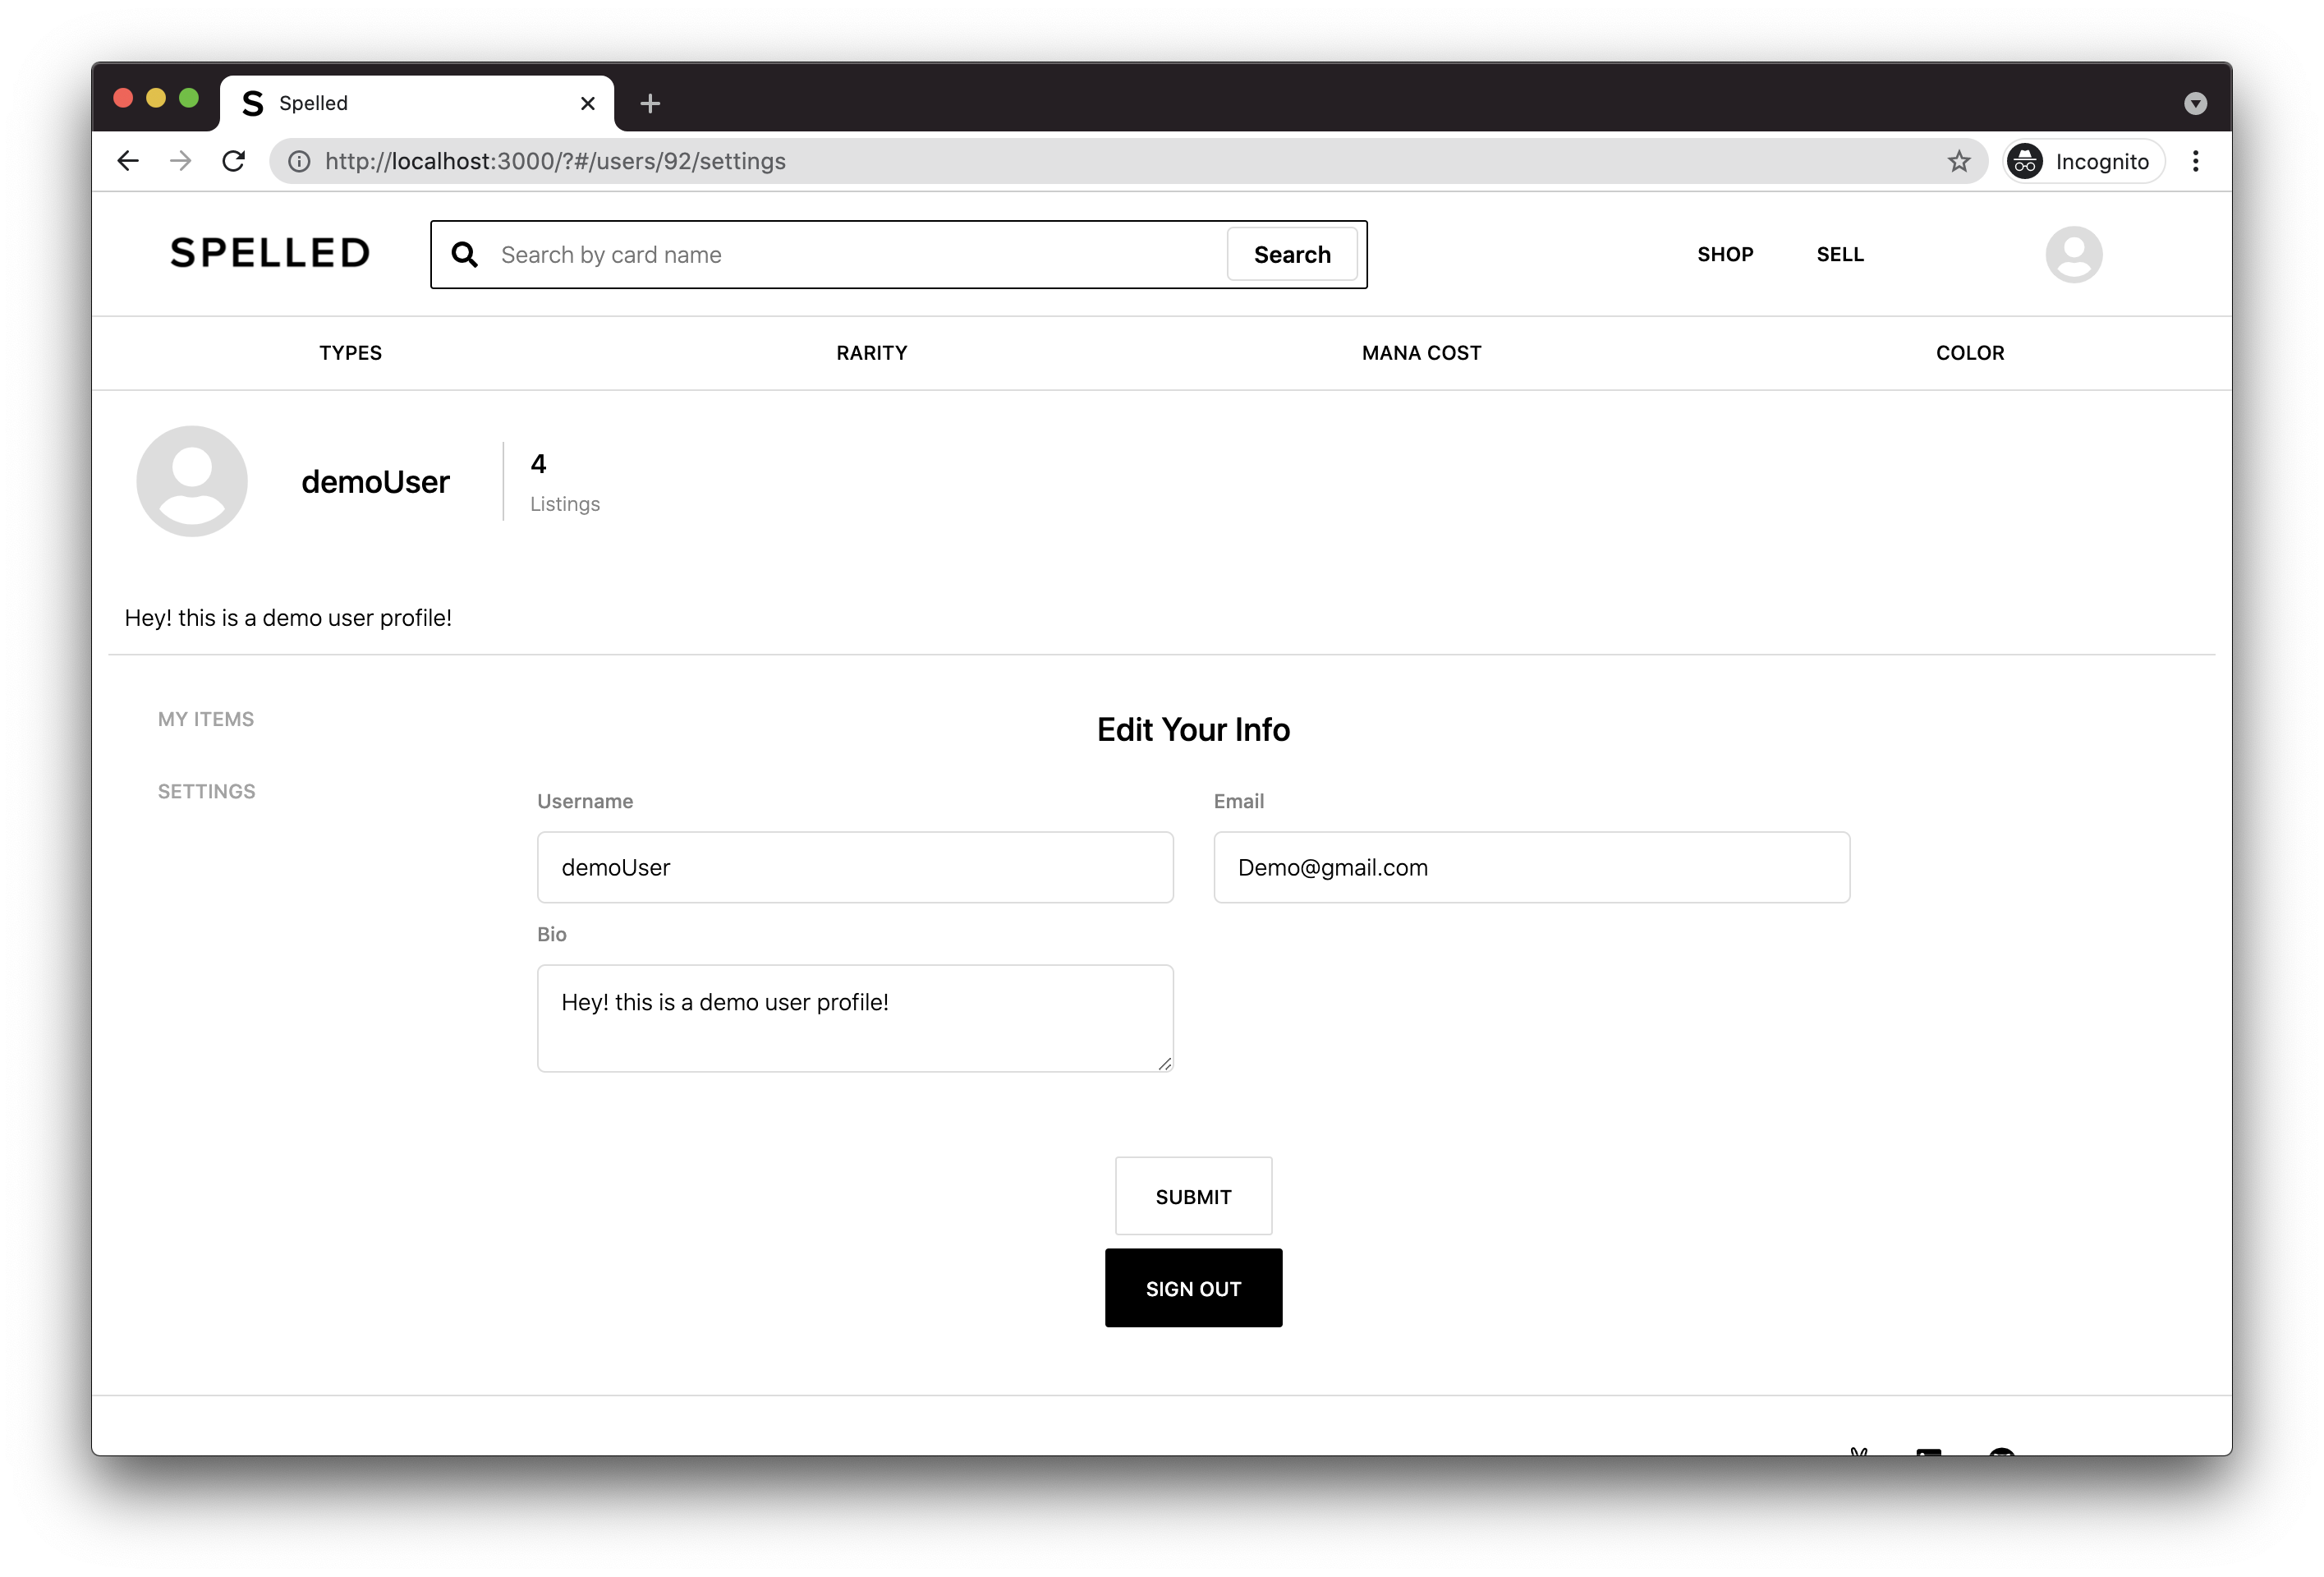 S Spelled
http://localhost:3000/?#/users/92/settings
Incognito
SPELLED
Search by card name
Search
SHOP
SELL
TYPES
RARITY
MANA COST
COLOR
demoUser
4
Listings
Hey! this is a demo user profile!
MY ITEMS
SETTINGS
Edit Your Info
Username
Email
demoUser
Demo@gmail.com
Bio
Hey! this is a demo user profile!
SUBMIT
SIGN OUT